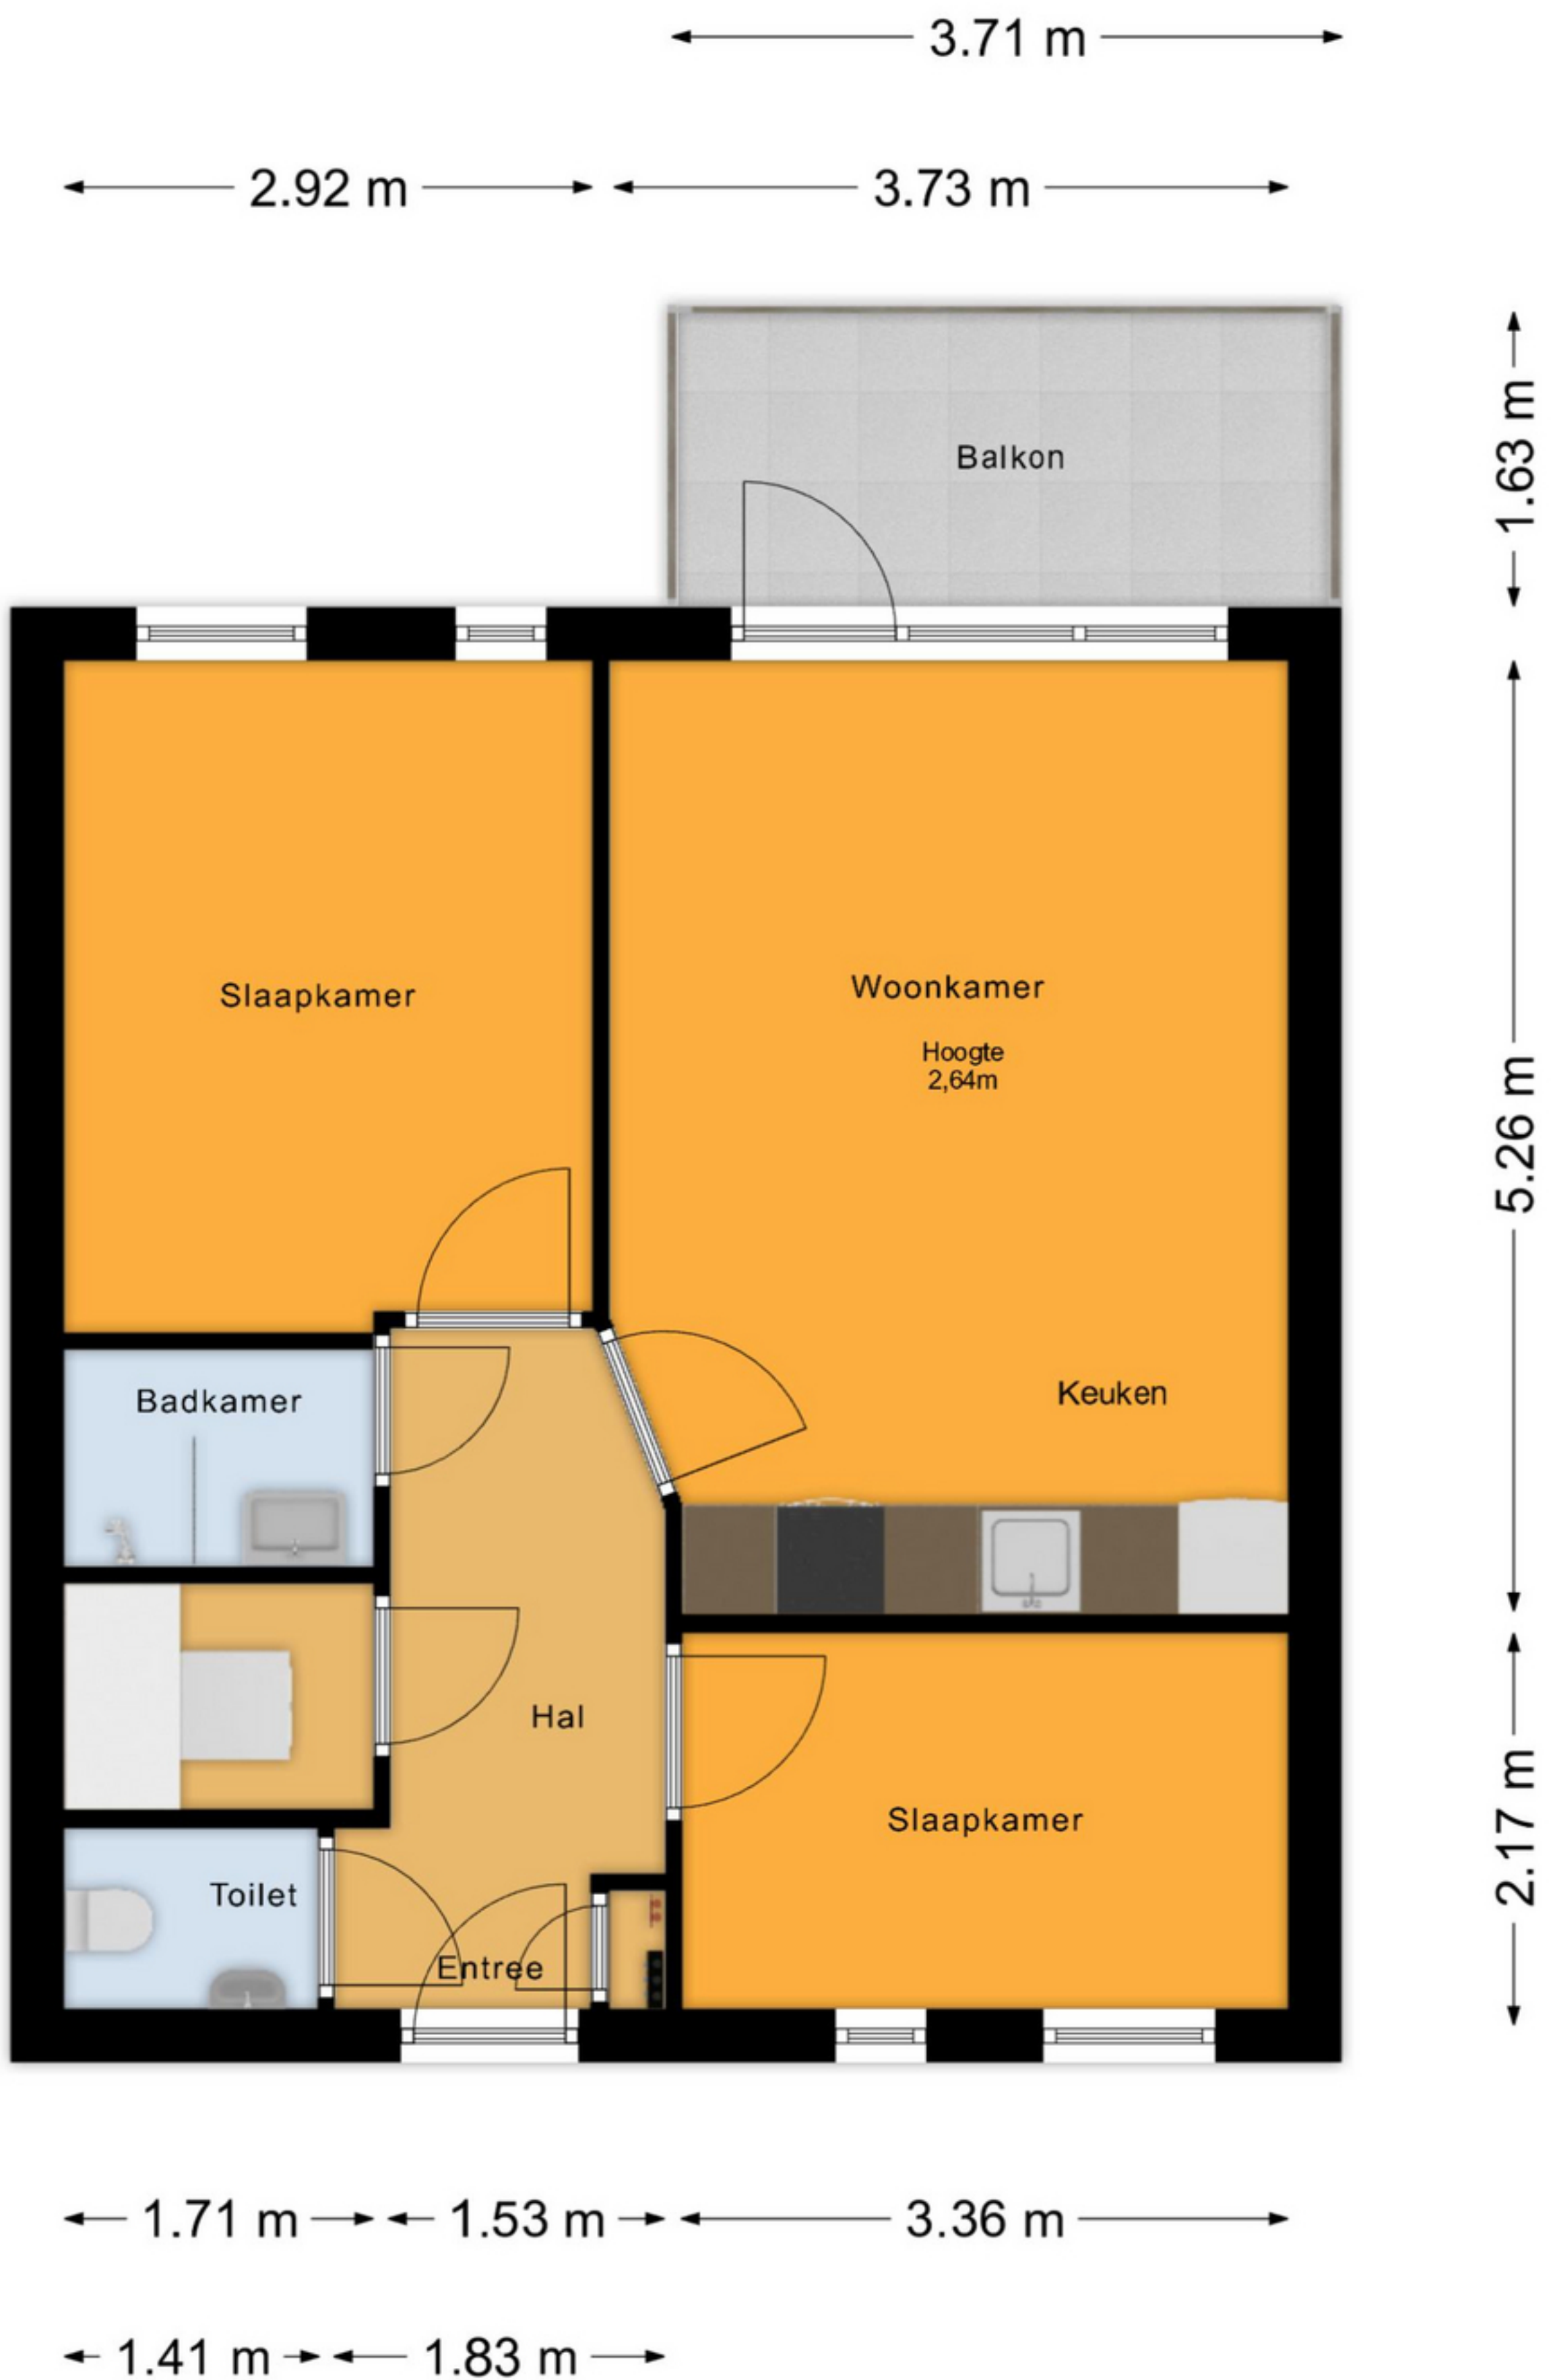 3.71 m
2.92 m
3.73 m
Balkon
1.63 m
Slaapkamer
Woonkamer
Hoogte
2,64m
5.26 m
Badkamer
Keuken
Hal
Slaapkamer
2.17 m
Toilet
Entree
1.71 m
1.53 m
3.36 m
1.41 m
1.83 m